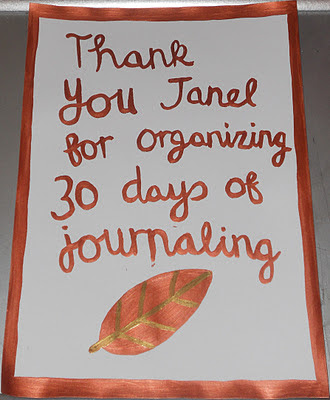 Thank
You Janel
for organizing
30 days of
journaling